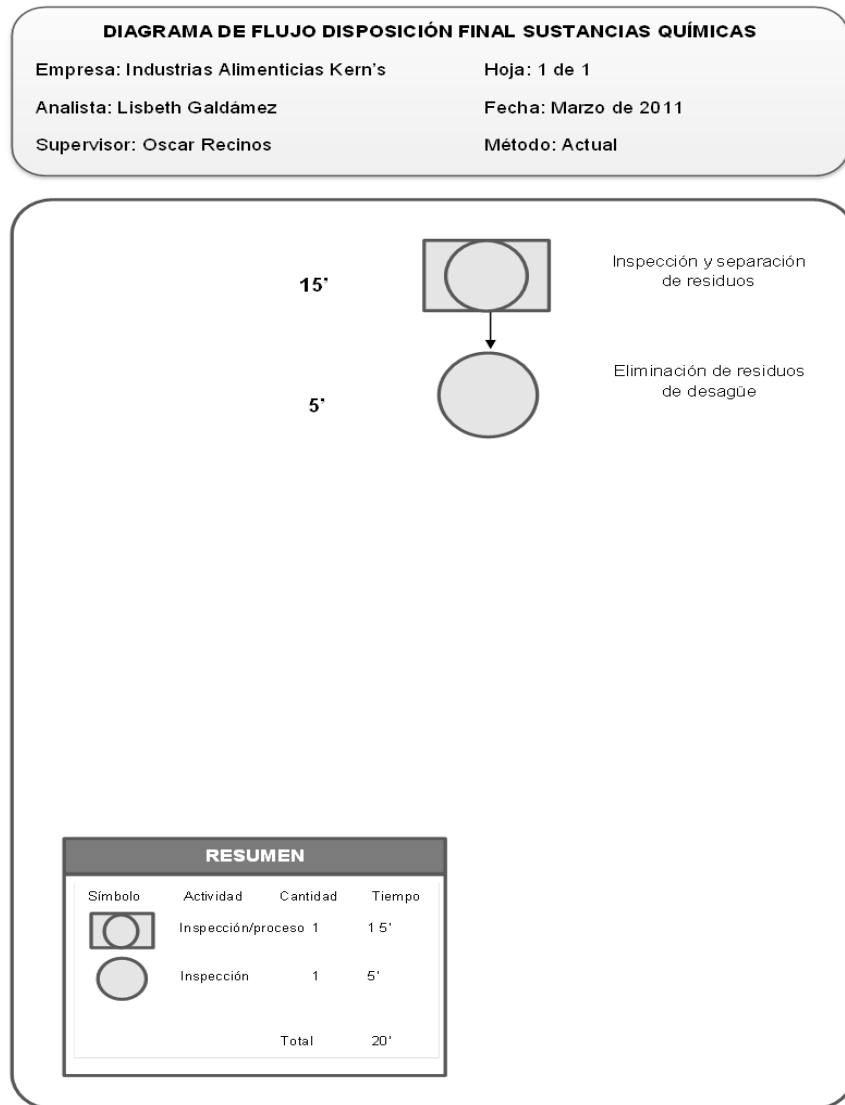 DIAGRAMA DE FLUJO DISPOSICIÓN FINAL SUSTANCIAS QUÍMICAS
Empresa: Industrias Alimenticias Kern's Hoja: 1 de 1
Analista: Lisbeth Galdámez Fecha: Marzo de 2011
Supervisor: Oscar Recinos Método: Actual
15’ Inspección y separación
de residuos
5’ Eliminación de residuos
de desagüe
RESUMEN
Símbolo Actividad Cantidad Tiempo
Inspección/proceso 1 15'
Inspección 1 5'
Total 20'